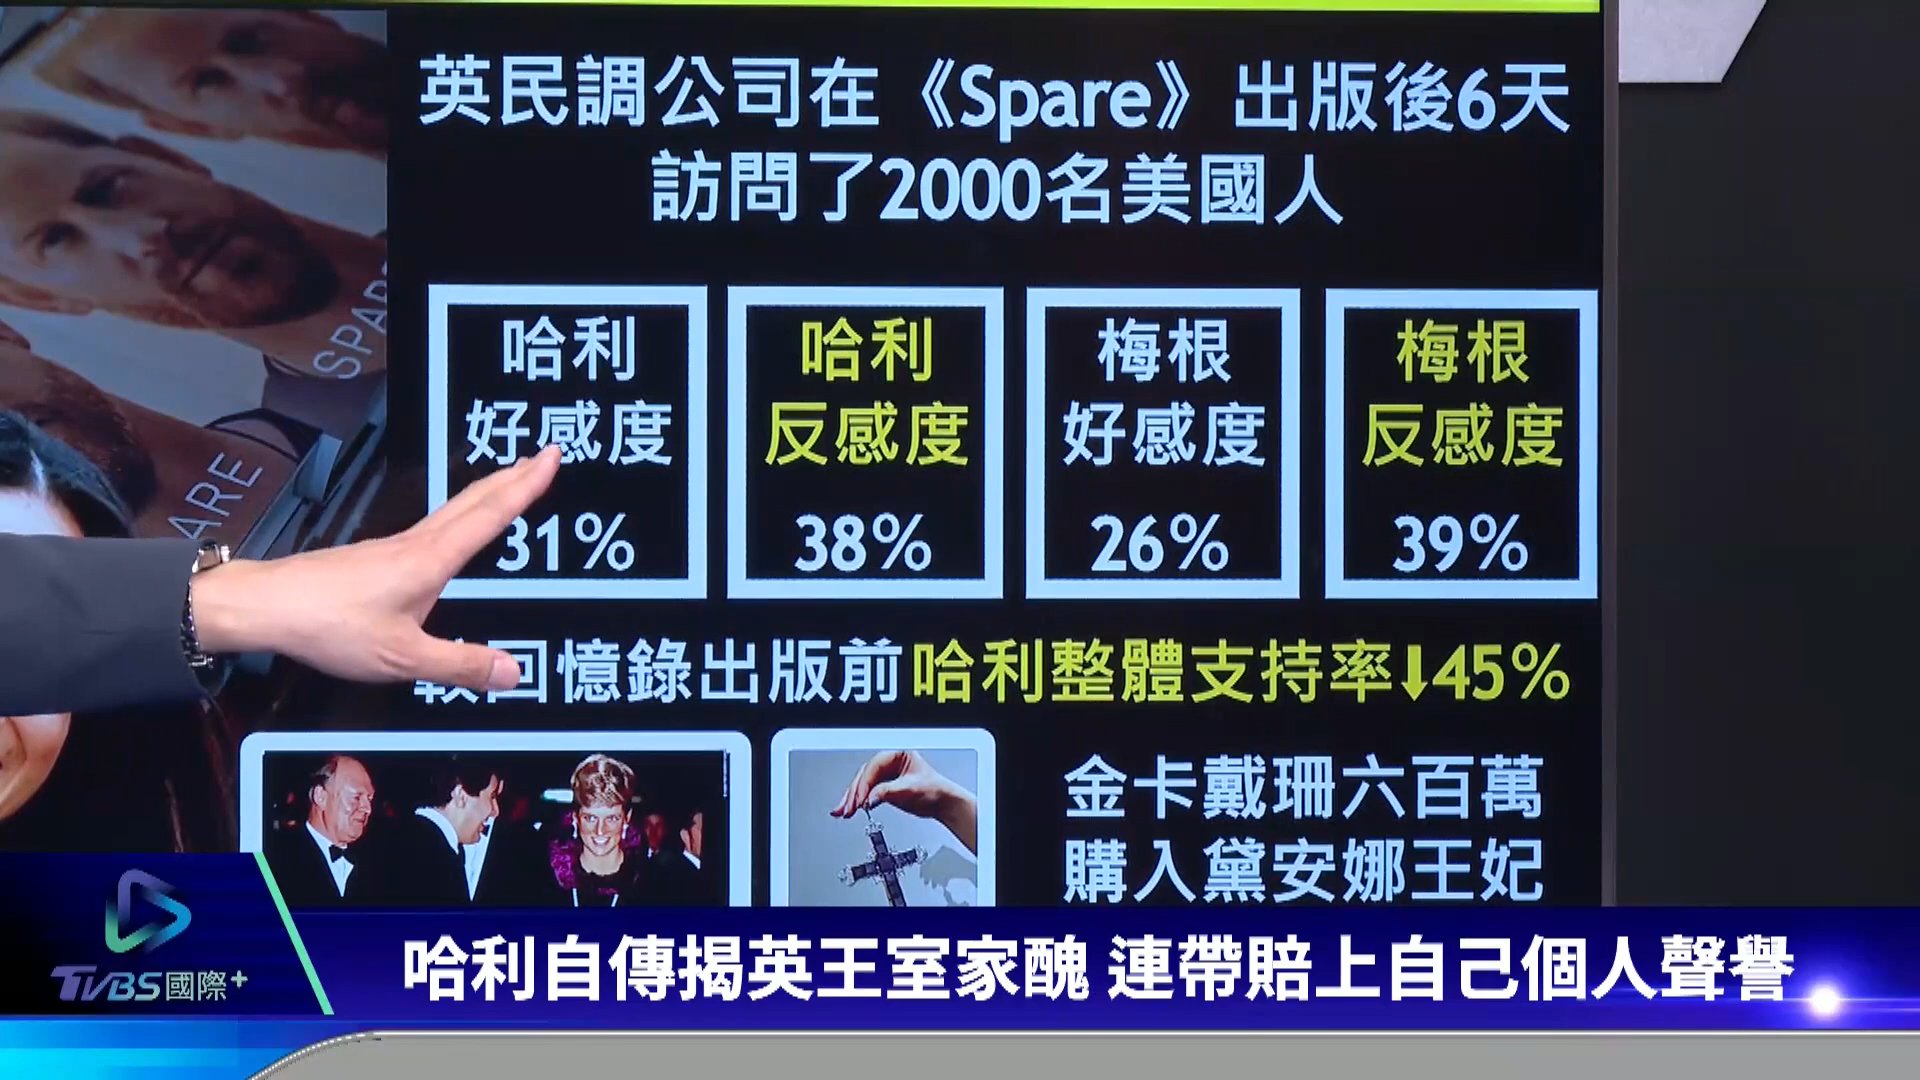 英民調公司在《Spare》出版後6天
訪問了2000名美國人
哈利
好感度
31%
哈利
反感度
38%
梅根
好感度
26%
梅根
反感度
39%
較回憶錄出版前哈利整體支持率⬇45%
金卡戴珊六百萬
購入黛安娜王妃
SPARE
ARE
TVBS國際+
哈利自傳揭英王室家醜 連帶賠上自己個人聲譽